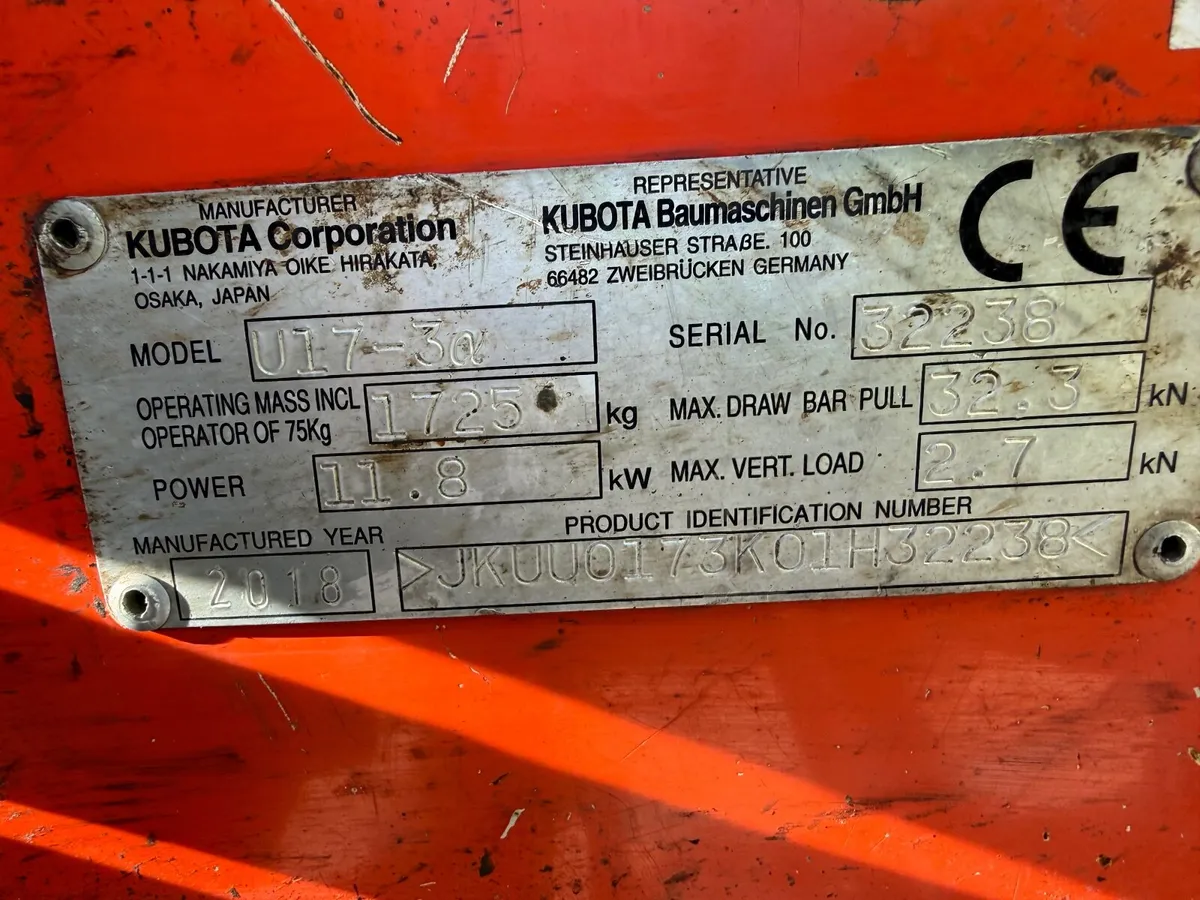 MANUFACTURER
KUBOTA Corporation
1-1-1 NAKAMIYA OIKE HIRAKATA,
OSAKA, JAPAN
REPRESENTATIVE
KUBOTA Baumaschinen GmbH
STEINHAUSER STRAßE. 100
66482 ZWEIBRÜCKEN GERMANY
CE
MODEL U17-3α
SERIAL No. 32238
OPERATING MASS INCL
OPERATOR OF 75Kg 1725 kg
MAX. DRAW BAR PULL 32.3 kN
POWER 11.8 kW
MAX. VERT. LOAD 2.7 kN
MANUFACTURED YEAR
2018
PRODUCT IDENTIFICATION NUMBER
>JKUU0173K01H32238<